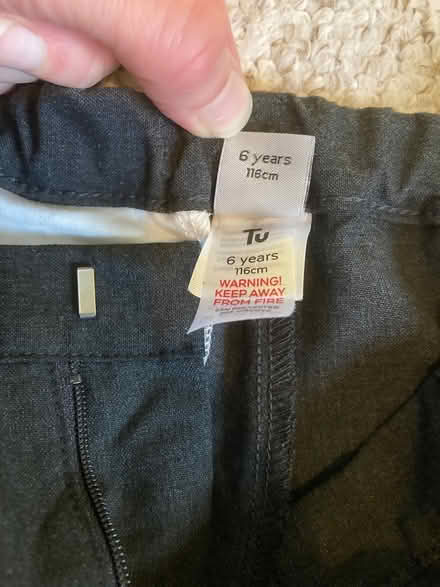 6 years
116cm
Tu
6 years
116cm
WARNING!
KEEP AWAY
FROM FIRE